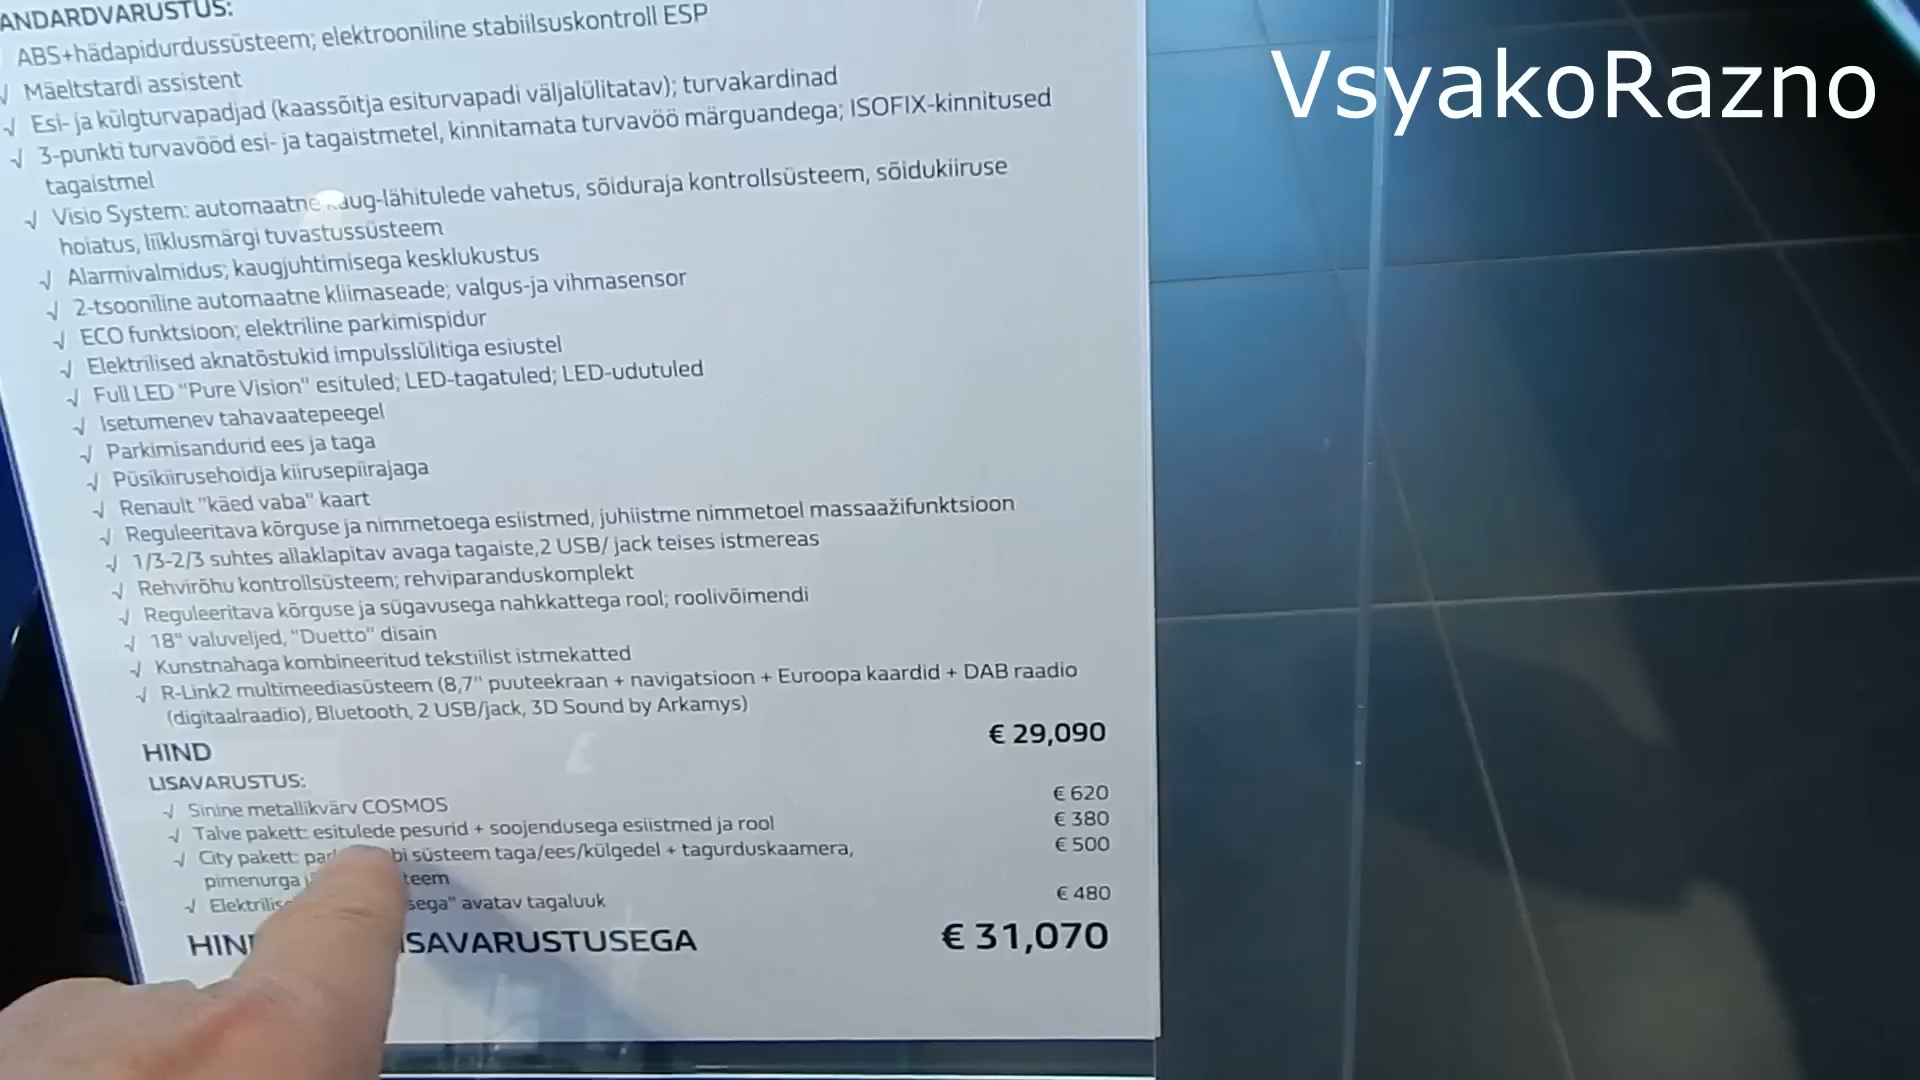 ANDARDVARUSTUS:
VsyakoRazno
ABS+hädapidurdussüsteem; elektrooniline stabiilsuskontroll ESP
√ Mäeltstardi assistent
√ Esi- ja külgturvapadjad (kaassõitja esiturvapadi väljalülitatav); turvakardinad
√ 3-punkti turvavööd esi- ja tagaistmetel, kinnitamata turvavöö märguandega; ISOFIX-kinnitused
tagaistmel
√ Visio System: automaatne kaug-lähitulede vahetus, sõiduraja kontrollsüsteem, sõidukiiruse
hoiatus, liiklusmärgi tuvastussüsteem
√ Alarmivalmidus; kaugjuhtimisega kesklukustus
√ 2-tsooniline automaatne kliimaseade; valgus-ja vihmasensor
√ ECO funktsioon; elektriline parkimispidur
√ Elektrilised aknatõstukid impulsslülitiga esiustel
√ Full LED "Pure Vision" esituled; LED-tagatuled; LED-udutuled
√ Isetumenev tahavaatepeegel
√ Parkimisandurid ees ja taga
√ Püsikiirusehoidja kiirusepiirajaga
√ Renault "käed vaba" kaart
√ Reguleeritava kõrguse ja nimmetoega esiistmed, juhiistme nimmetoel massaažifunktsioon
√ 1/3-2/3 suhtes allaklapitav avaga tagaiste,2 USB/ jack teises istmereas
√ Rehvirõhu kontrollsüsteem; rehviparanduskomplekt
√ Reguleeritava kõrguse ja sügavusega nahkkattega rool; roolivõimendi
√ 18" valuveljed, "Duetto" disain
√ Kunstnahaga kombineeritud tekstiilist istmekatted
√ R-Link2 multimeediasüsteem (8,7" puuteekraan + navigatsioon + Euroopa kaardid + DAB raadio
(digitaalraadio), Bluetooth, 2 USB/jack, 3D Sound by Arkamys)
HIND € 29,090
LISAVARUSTUS:
√ Sinine metallikvärv COSMOS € 620
√ Talve pakett: esitulede pesurid + soojendusega esiistmed ja rool € 380
√ City pakett: süsteem taga/ees/külgedel + tagurduskaamera, € 500
pimenurga
√ avatav tagaluuk € 480
€ 31,070